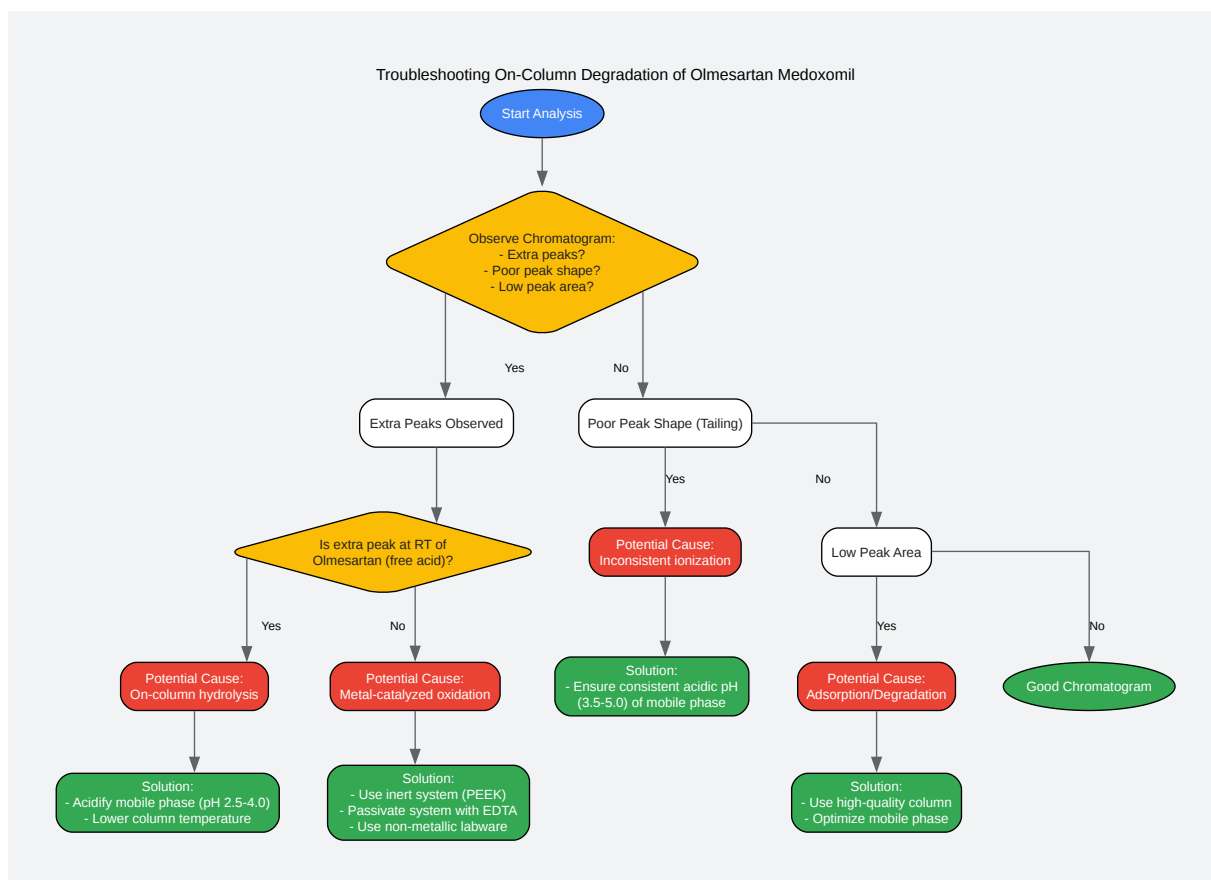 Troubleshooting On-Column Degradation of Olmesartan Medoxomil
Start Analysis
Observe Chromatogram:
- Extra peaks?
- Poor peak shape?
- Low peak area?
Yes
No
Extra Peaks Observed
Poor Peak Shape (Tailing)
Yes
No
Is extra peak at RT of
Olmesartan (free acid)?
Potential Cause:
Inconsistent ionization
Low Peak Area
Yes
No
Yes
No
Potential Cause:
On-column hydrolysis
Potential Cause:
Metal-catalyzed oxidation
Solution:
- Ensure consistent acidic pH
(3.5-5.0) of mobile phase
Potential Cause:
Adsorption/Degradation
Good Chromatogram
Solution:
- Acidify mobile phase (pH 2.5-4.0)
- Lower column temperature
Solution:
- Use inert system (PEEK)
- Passivate system with EDTA
- Use non-metallic labware
Solution:
- Use high-quality column
- Optimize mobile phase